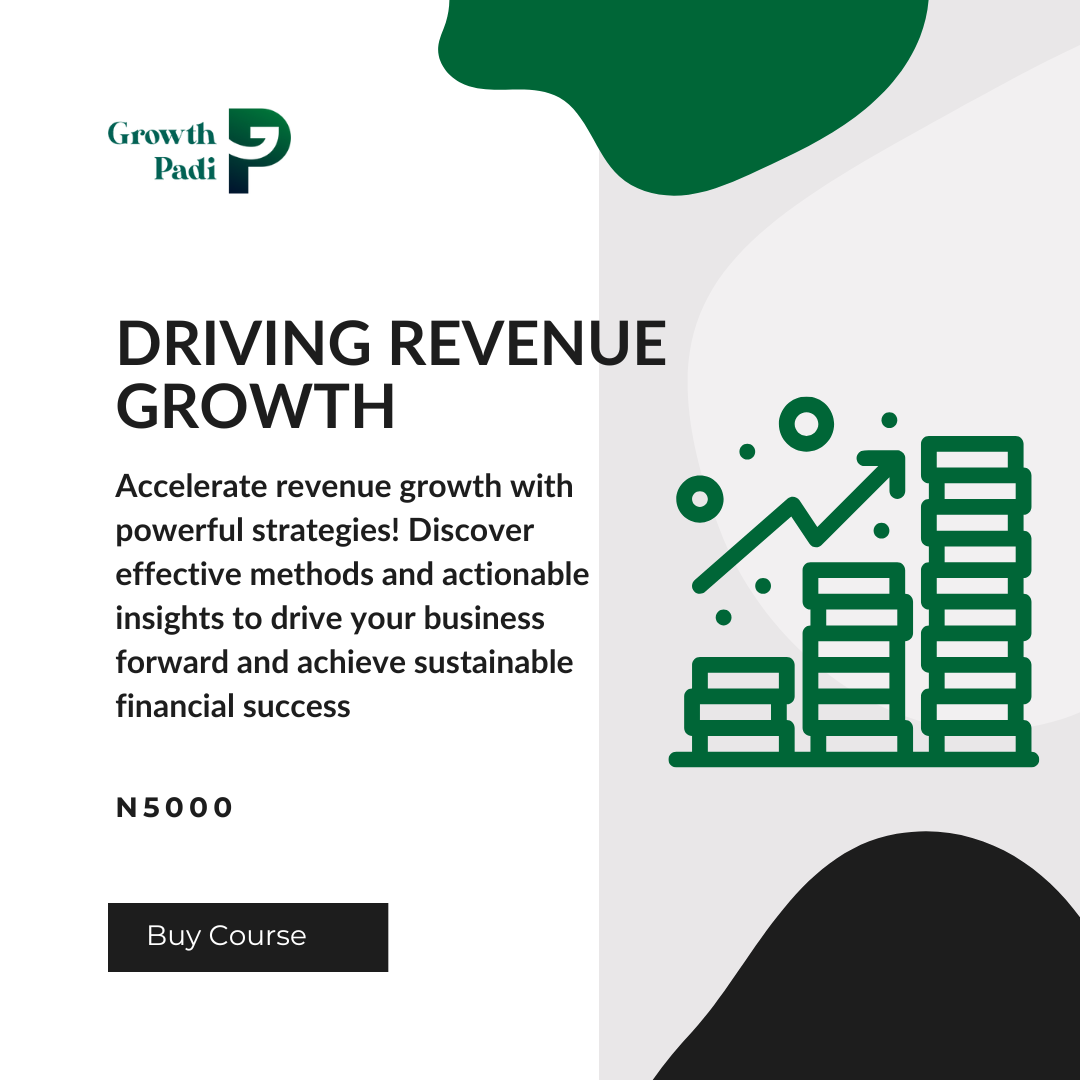 Growth
Padi
DRIVING REVENUE
GROWTH
Accelerate revenue growth with
powerful strategies! Discover
effective methods and actionable
insights to drive your business
forward and achieve sustainable
financial success
N5000
Buy Course